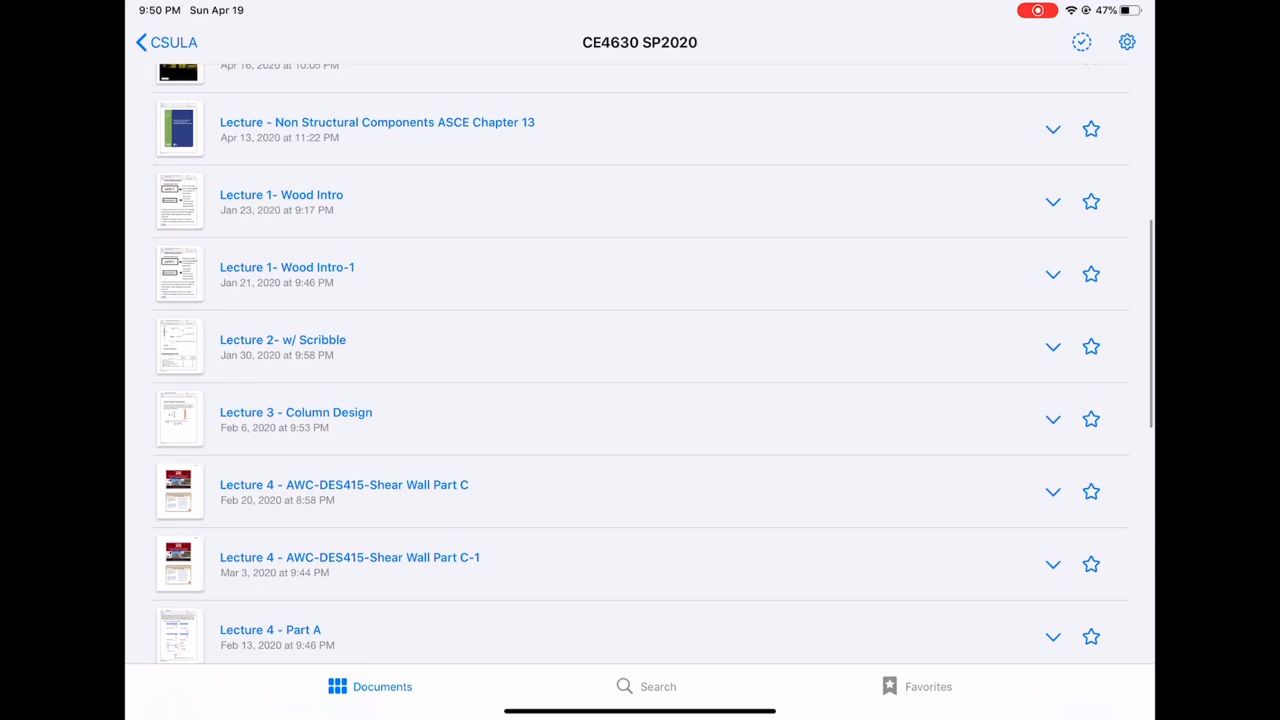 9:50 PM Sun Apr 19
47%
CSULA
CE4630 SP2020
Apr 16, 2020 at 10:05 PM
Lecture - Non Structural Components ASCE Chapter 13
Apr 13, 2020 at 11:22 PM
Lecture 1- Wood Intro
Jan 23, 2020 at 9:17 PM
Lecture 1- Wood Intro-1
Jan 21, 2020 at 9:46 PM
Lecture 2- w/ Scribble
Jan 30, 2020 at 9:58 PM
Lecture 3 - Column Design
Feb 6, 2020 at 9:53 PM
Lecture 4 - AWC-DES415-Shear Wall Part C
Feb 20, 2020 at 8:58 PM
Lecture 4 - AWC-DES415-Shear Wall Part C-1
Mar 3, 2020 at 9:44 PM
Lecture 4 - Part A
Feb 13, 2020 at 9:46 PM
Documents
Search
Favorites